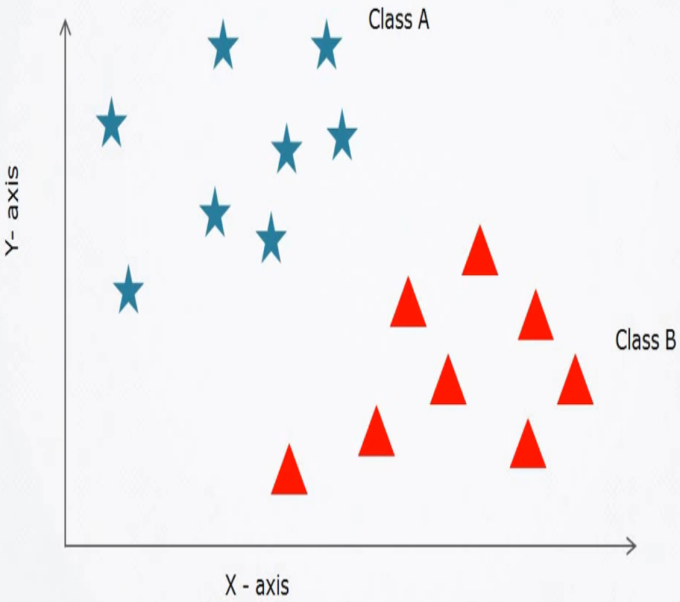 Class A
Y- axis
Class B
X - axis